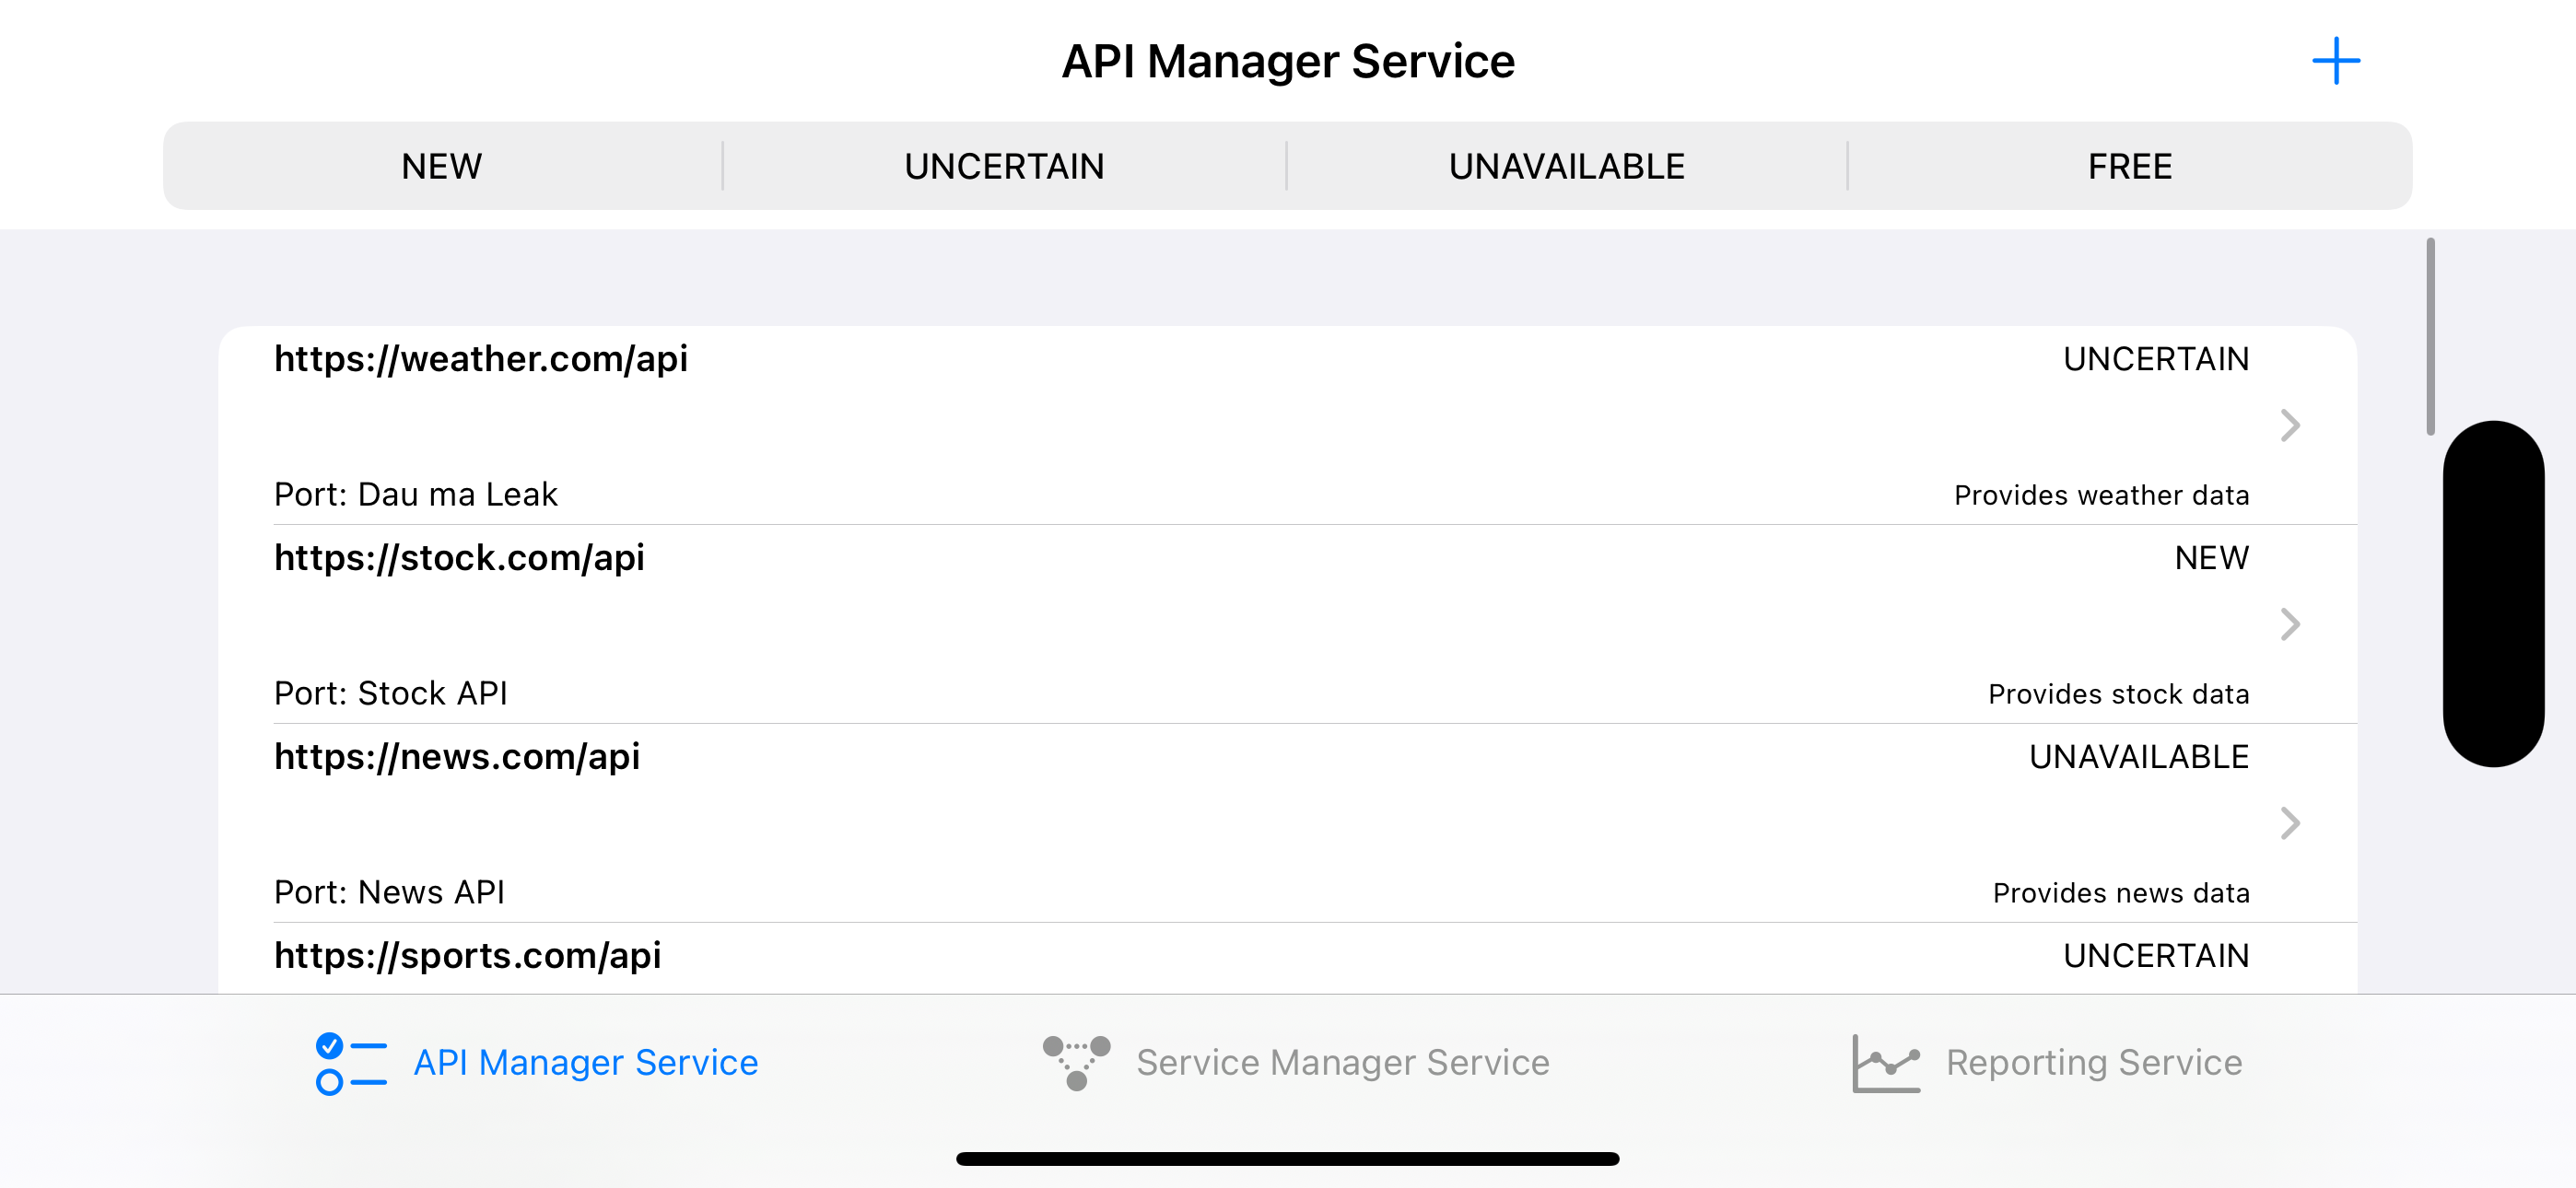 API Manager Service
NEW
UNCERTAIN
UNAVAILABLE
FREE
https://weather.com/api
UNCERTAIN
Port: Dau ma Leak
Provides weather data
https://stock.com/api
NEW
Port: Stock API
Provides stock data
https://news.com/api
UNAVAILABLE
Port: News API
Provides news data
https://sports.com/api
UNCERTAIN
API Manager Service
Service Manager Service
Reporting Service